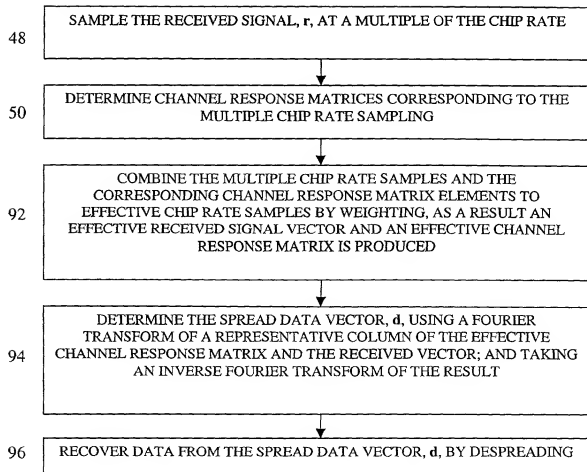 48
SAMPLE THE RECEIVED SIGNAL, r, AT A MULTIPLE OF THE CHIP RATE
50
DETERMINE CHANNEL RESPONSE MATRICES CORRESPONDING TO THE
MULTIPLE CHIP RATE SAMPLING
92
COMBINE THE MULTIPLE CHIP RATE SAMPLES AND THE
CORRESPONDING CHANNEL RESPONSE MATRIX ELEMENTS TO
EFFECTIVE CHIP RATE SAMPLES BY WEIGHTING, AS A RESULT AN
EFFECTIVE RECEIVED SIGNAL VECTOR AND AN EFFECTIVE CHANNEL
RESPONSE MATRIX IS PRODUCED
94
DETERMINE THE SPREAD DATA VECTOR, d, USING A FOURIER
TRANSFORM OF A REPRESENTATIVE COLUMN OF THE EFFECTIVE
CHANNEL RESPONSE MATRIX AND THE RECEIVED VECTOR; AND TAKING
AN INVERSE FOURIER TRANSFORM OF THE RESULT
96
RECOVER DATA FROM THE SPREAD DATA VECTOR, d, BY DESPREADING